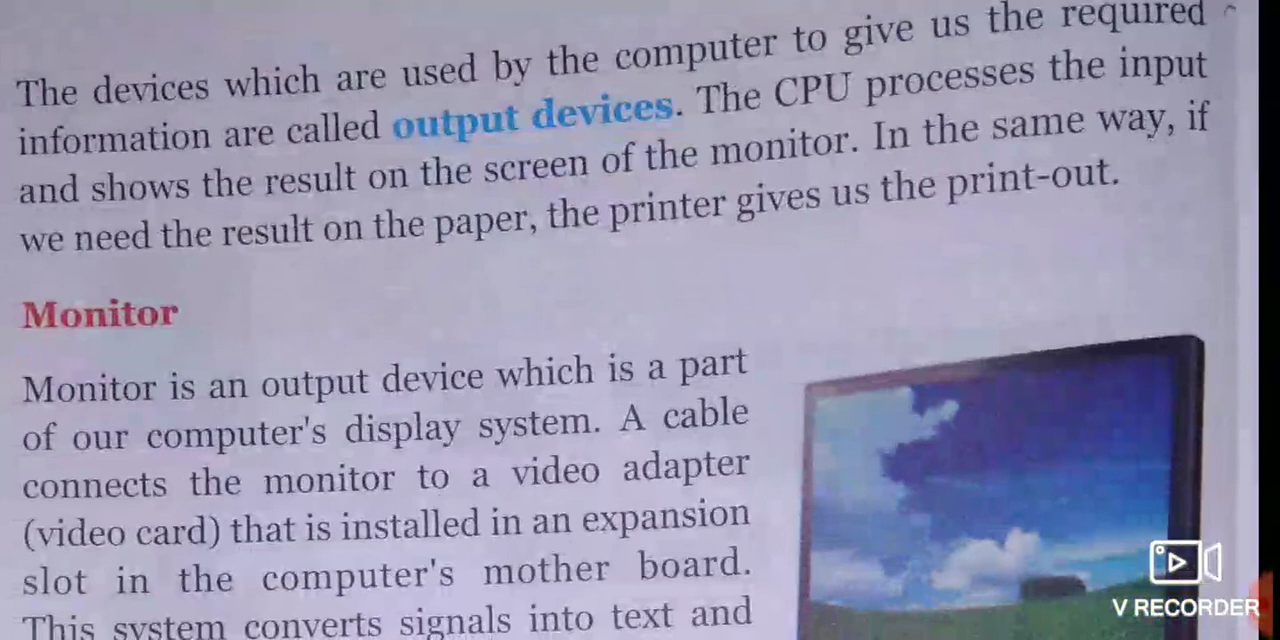 The devices which are used by the computer to give us the required
information are called output devices. The CPU processes the input
and shows the result on the screen of the monitor. In the same way, if
we need the result on the paper, the printer gives us the print-out.
Monitor
Monitor is an output device which is a part
of our computer's display system. A cable
connects the monitor to a video adapter
(video card) that is installed in an expansion
slot in the computer's mother board.
This system converts signals into text and
V RECORDER